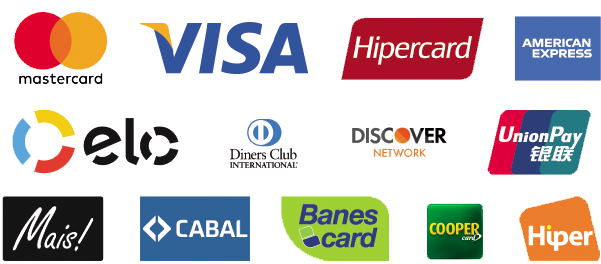 mastercard
VISA
Hipercard
AMERICAN
EXPRESS
elo
Diners Club
INTERNATIONAL®
DISCOVER
NETWORK
UnionPay
银联
Mais!
CABAL
Banes
card
COOPER
card
Hiper